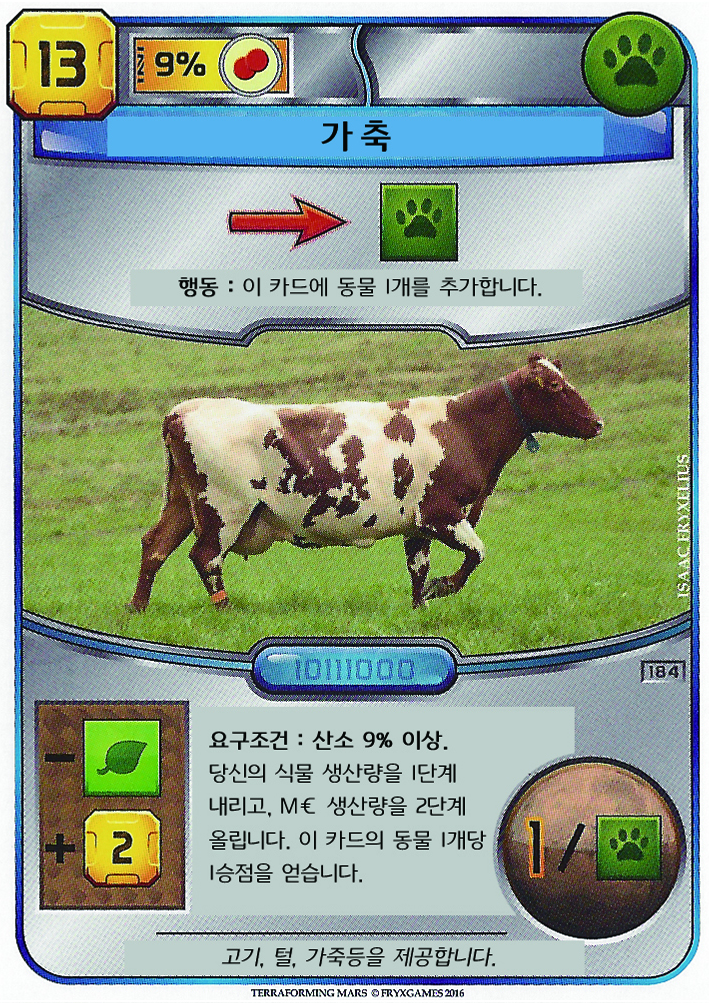 13
9%
가축
행동 : 이 카드에 동물 1개를 추가합니다.
ISAAC FRYXELIUS
10111000
184
요구조건 : 산소 9% 이상.
당신의 식물 생산량을 1단계
내리고, M€ 생산량을 2단계
올립니다. 이 카드의 동물 1개당
1승점을 얻습니다.
-
+ 2
1 /
고기, 털, 가죽등을 제공합니다.
TERRAFORMING MARS © FRYXGAMES 2016